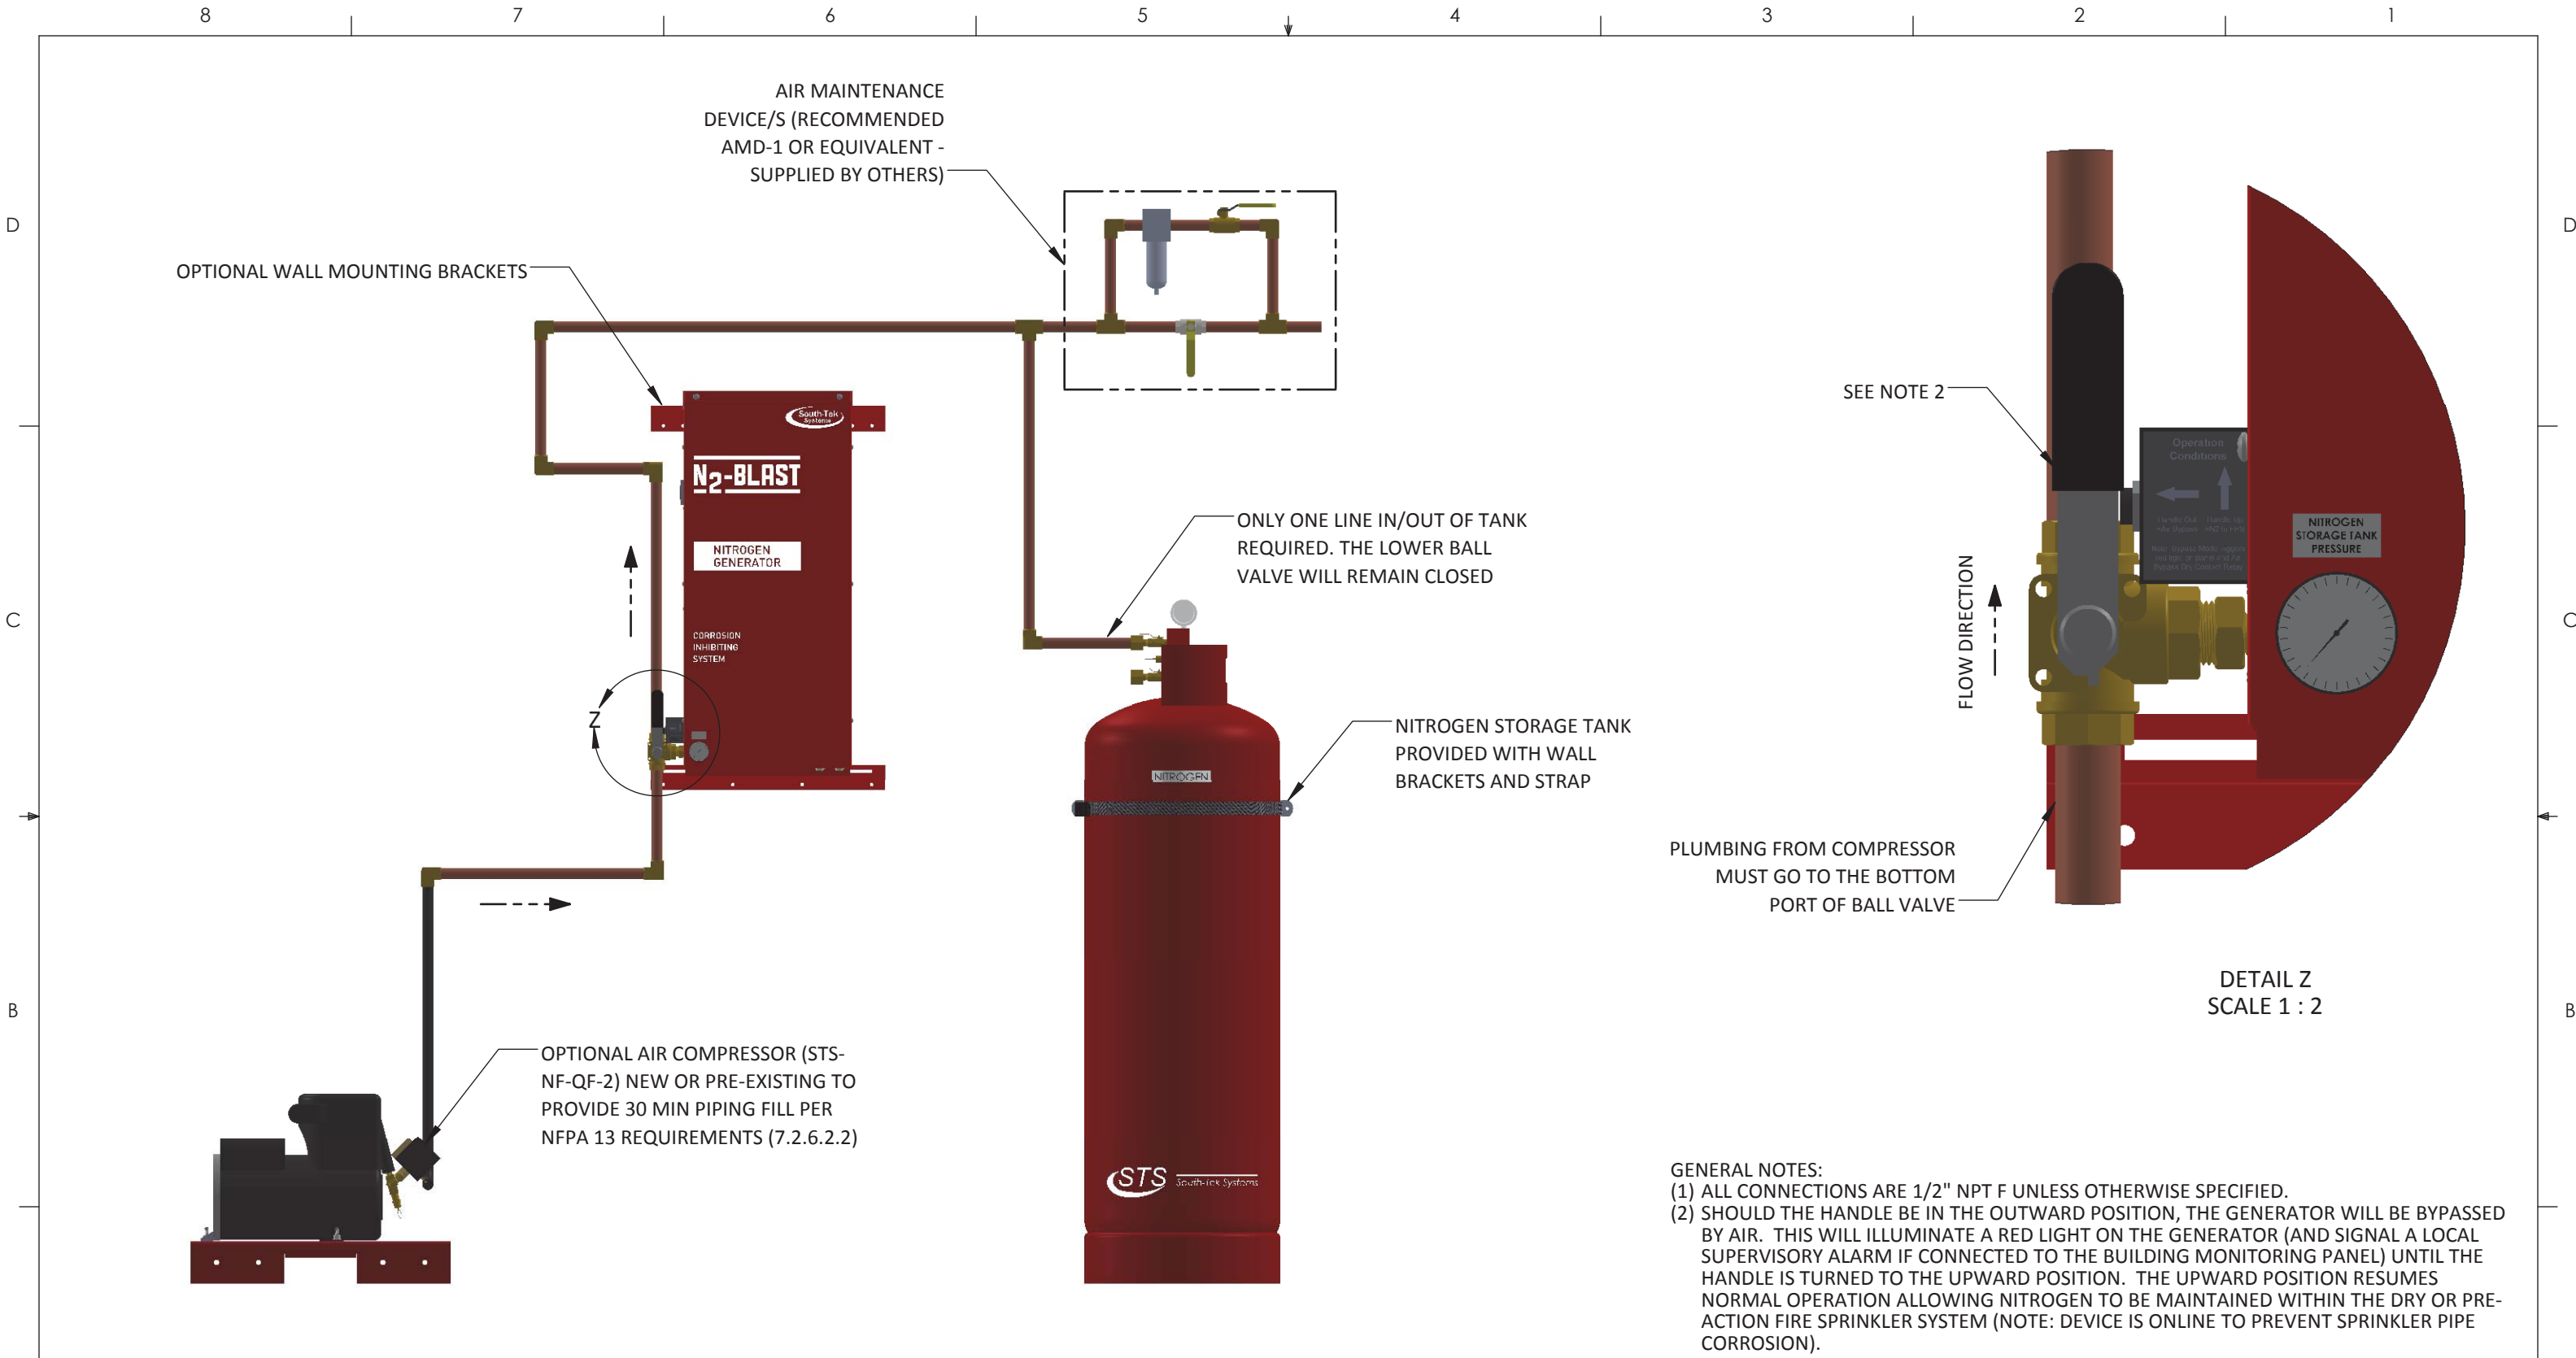 8 7 6 5 4 3 2 1
AIR MAINTENANCE
DEVICE/S (RECOMMENDED
AMD-1 OR EQUIVALENT -
SUPPLIED BY OTHERS)
D
D
OPTIONAL WALL MOUNTING BRACKETS
South-Tek
Systems
N2-BLAST
NITROGEN
GENERATOR
CORROSION
INHIBITING
SYSTEM
Z
ONLY ONE LINE IN/OUT OF TANK
REQUIRED. THE LOWER BALL
VALVE WILL REMAIN CLOSED
C
C
NITROGEN STORAGE TANK
PROVIDED WITH WALL
BRACKETS AND STRAP
NITROGEN
STS South-Tek Systems
SEE NOTE 2
Operation
Conditions
Handle Out Handle Up
NITROGEN
STORAGE TANK
PRESSURE
FLOW DIRECTION
PLUMBING FROM COMPRESSOR
MUST GO TO THE BOTTOM
PORT OF BALL VALVE
DETAIL Z
SCALE 1 : 2
B
B
OPTIONAL AIR COMPRESSOR (STS-
NF-QF-2) NEW OR PRE-EXISTING TO
PROVIDE 30 MIN PIPING FILL PER
NFPA 13 REQUIREMENTS (7.2.6.2.2)
GENERAL NOTES:
(1) ALL CONNECTIONS ARE 1/2" NPT F UNLESS OTHERWISE SPECIFIED.
(2) SHOULD THE HANDLE BE IN THE OUTWARD POSITION, THE GENERATOR WILL BE BYPASSED
BY AIR. THIS WILL ILLUMINATE A RED LIGHT ON THE GENERATOR (AND SIGNAL A LOCAL
SUPERVISORY ALARM IF CONNECTED TO THE BUILDING MONITORING PANEL) UNTIL THE
HANDLE IS TURNED TO THE UPWARD POSITION. THE UPWARD POSITION RESUMES
NORMAL OPERATION ALLOWING NITROGEN TO BE MAINTAINED WITHIN THE DRY OR PRE-
ACTION FIRE SPRINKLER SYSTEM (NOTE: DEVICE IS ONLINE TO PREVENT SPRINKLER PIPE
CORROSION).